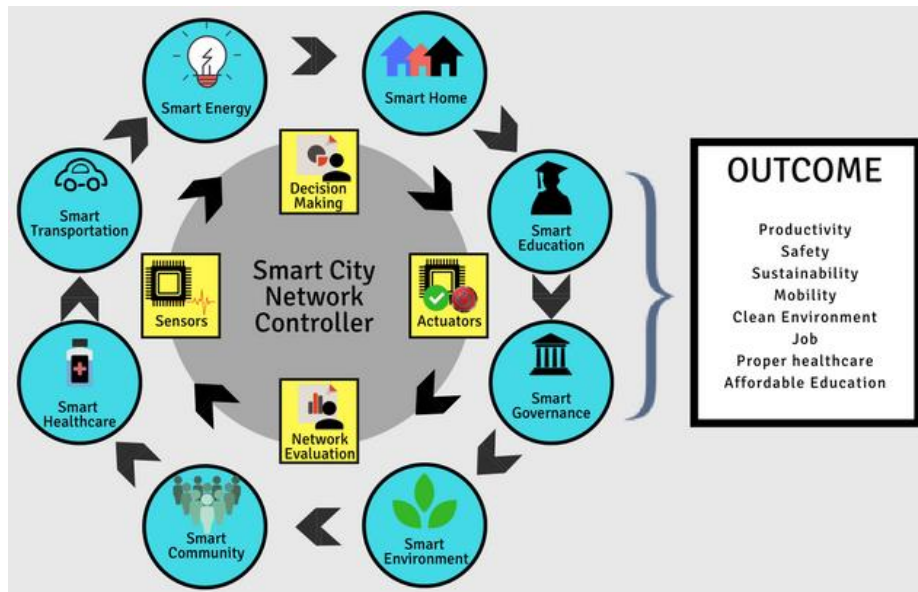 Smart Energy
Smart Home
Smart
Education
Smart
Governance
Smart
Environment
Smart
Community
Smart
Healthcare
Smart
Transportation
Decision
Making
Actuators
Network
Evaluation
Sensors
Smart City
Network
Controller
OUTCOME
Productivity
Safety
Sustainability
Mobility
Clean Environment
Job
Proper healthcare
Affordable Education